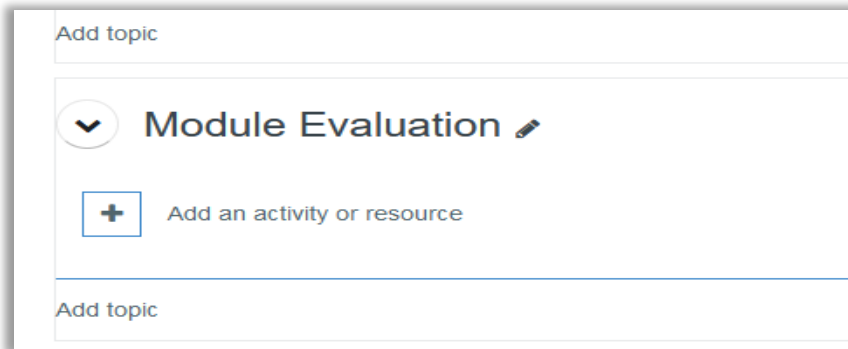 Add topic
Module Evaluation
Add an activity or resource
Add topic